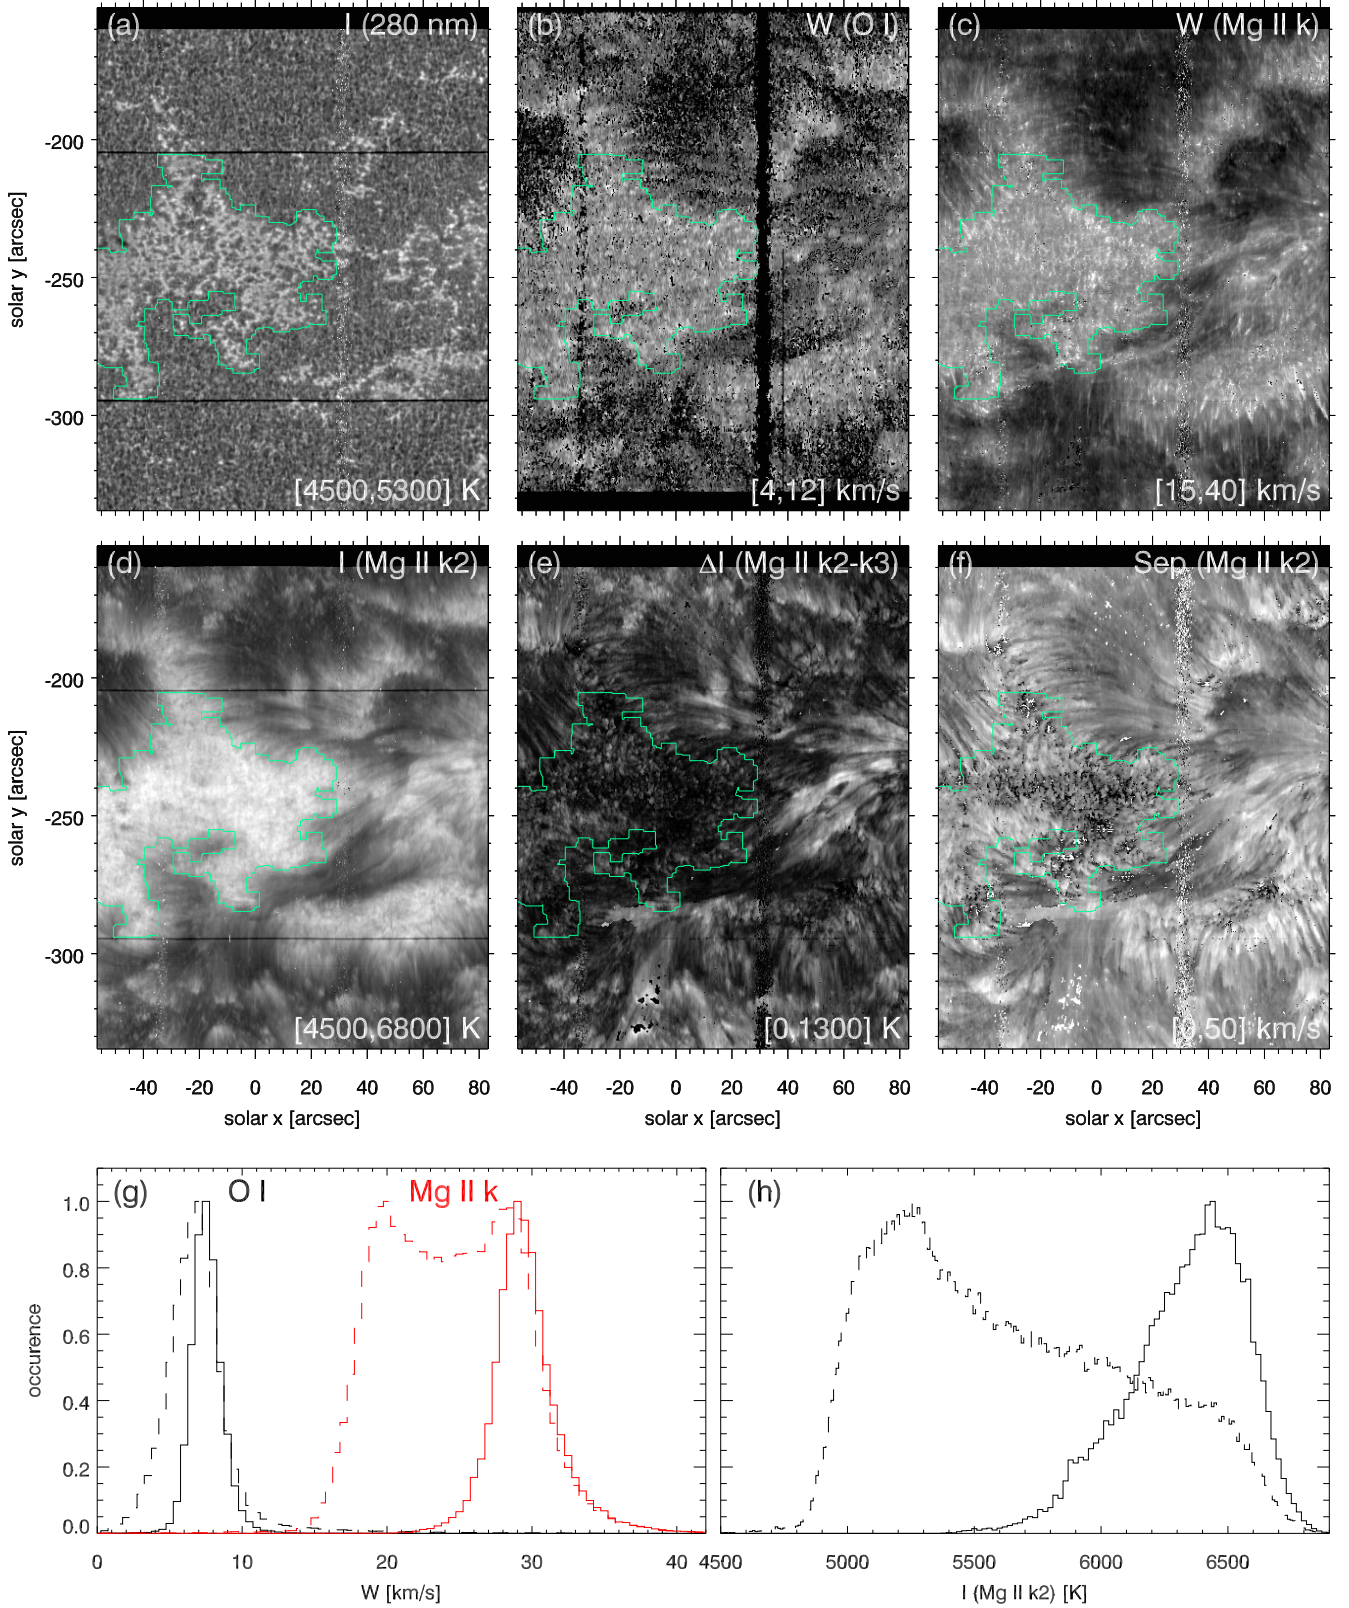 (a) I (280 nm)
(b) W (O I)
(c) W (Mg II k)
-200
-250
-300
solar y [arcsec]
[4500,5300] K
[4,12] km/s
[15,40] km/s
(d) I (Mg II k2)
(e) ΔI (Mg II k2-k3)
(f) Sep (Mg II k2)
-200
-250
-300
solar y [arcsec]
[4500,6800] K
[0,1300] K
[0,50] km/s
-40 -20 0 20 40 60 80
-40 -20 0 20 40 60 80
-40 -20 0 20 40 60 80
solar x [arcsec]
solar x [arcsec]
solar x [arcsec]
(g) O I Mg II k
(h)
1.0
0.8
0.6
0.4
0.2
0.0
occurence
0 10 20 30 40
4500 5000 5500 6000 6500
W [km/s]
I (Mg II k2) [K]